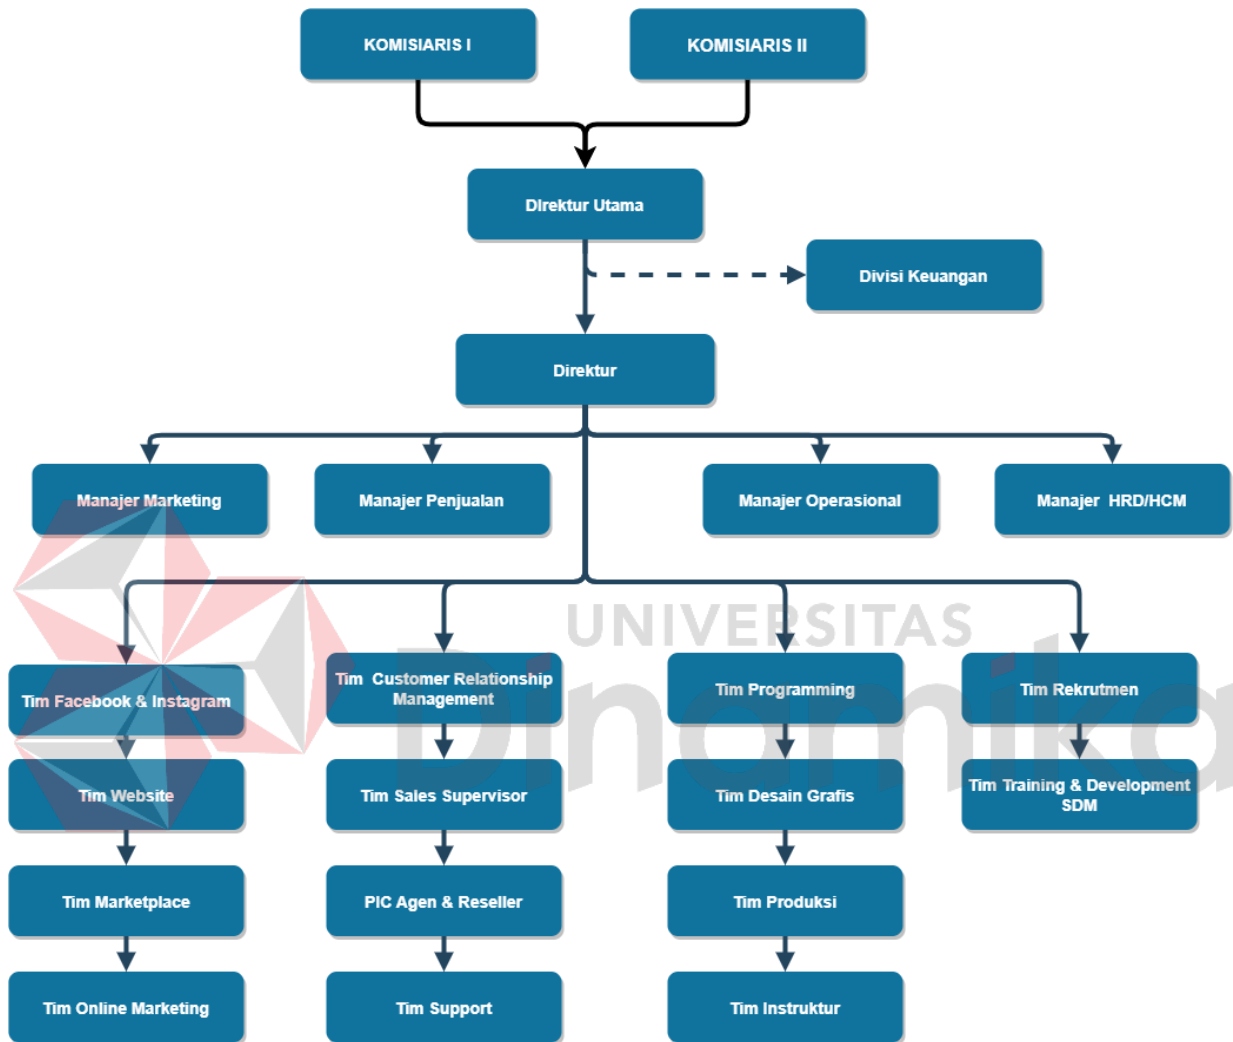 KOMISIARIS I
KOMISIARIS II
DIrektur Utama
Divisi Keuangan
Direktur
Manajer Marketing
Manajer Penjualan
Manajer Operasional
Manajer HRD/HCM
UNIVERSITAS
Dinamika
Tim Facebook & Instagram
Tim Customer Relationship
Management
Tim Programming
Tim Rekrutmen
Tim Website
Tim Sales Supervisor
Tim Desain Grafis
Tim Training & Development
SDM
Tim Marketplace
PIC Agen & Reseller
Tim Produksi
Tim Online Marketing
Tim Support
Tim Instruktur